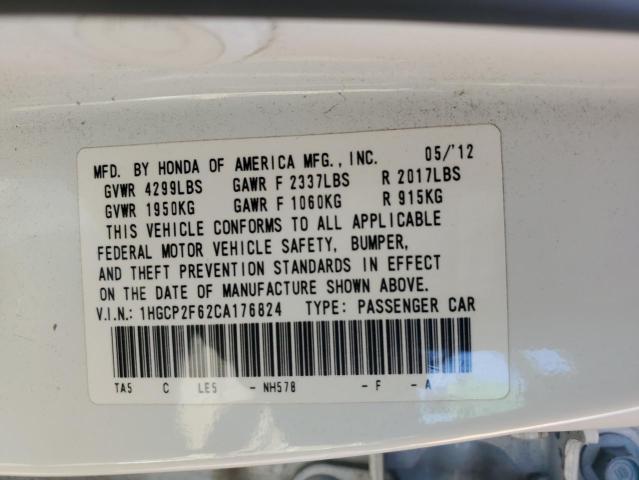 MFD. BY HONDA OF AMERICA MFG., INC. 05/'12
GVWR 4299LBS GAWR F 2337LBS R 2017LBS
GVWR 1950KG GAWR F 1060KG R 915KG
THIS VEHICLE CONFORMS TO ALL APPLICABLE
FEDERAL MOTOR VEHICLE SAFETY, BUMPER,
AND THEFT PREVENTION STANDARDS IN EFFECT
ON THE DATE OF MANUFACTURE SHOWN ABOVE.
V.I.N.: 1HGCP2F62CA176824 TYPE: PASSENGER CAR
TA5 C LE5 - NH578 - F - A